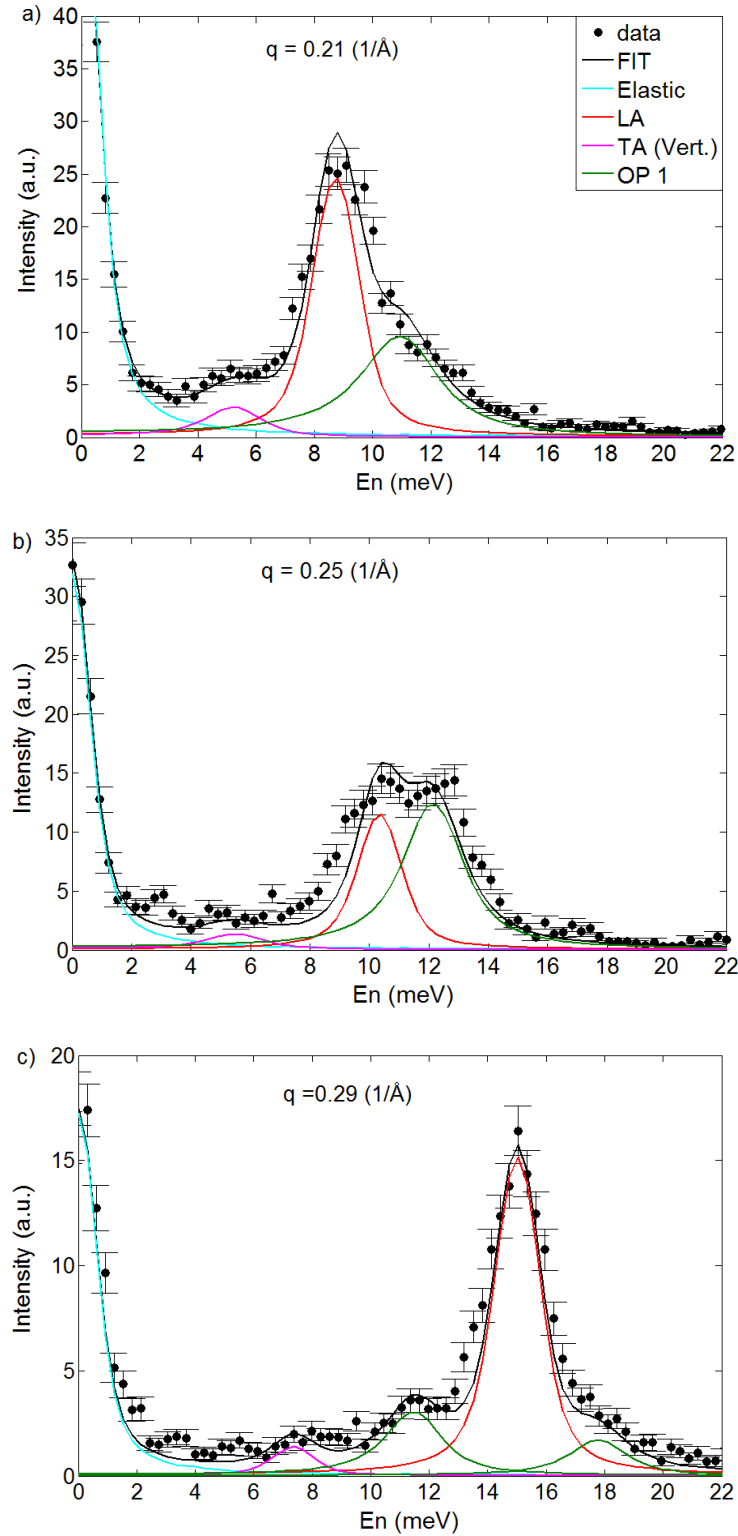 a)
q = 0.21 (1/Å)
data
FIT
Elastic
LA
TA (Vert.)
OP 1
40
35
30
25
20
15
10
5
0
Intensity (a.u.)
0 2 4 6 8 10 12 14 16 18 20 22
En (meV)
b)
q = 0.25 (1/Å)
35
30
25
20
15
10
5
0
Intensity (a.u.)
0 2 4 6 8 10 12 14 16 18 20 22
En (meV)
c)
q =0.29 (1/Å)
20
15
10
5
0
Intensity (a.u.)
0 2 4 6 8 10 12 14 16 18 20 22
En (meV)